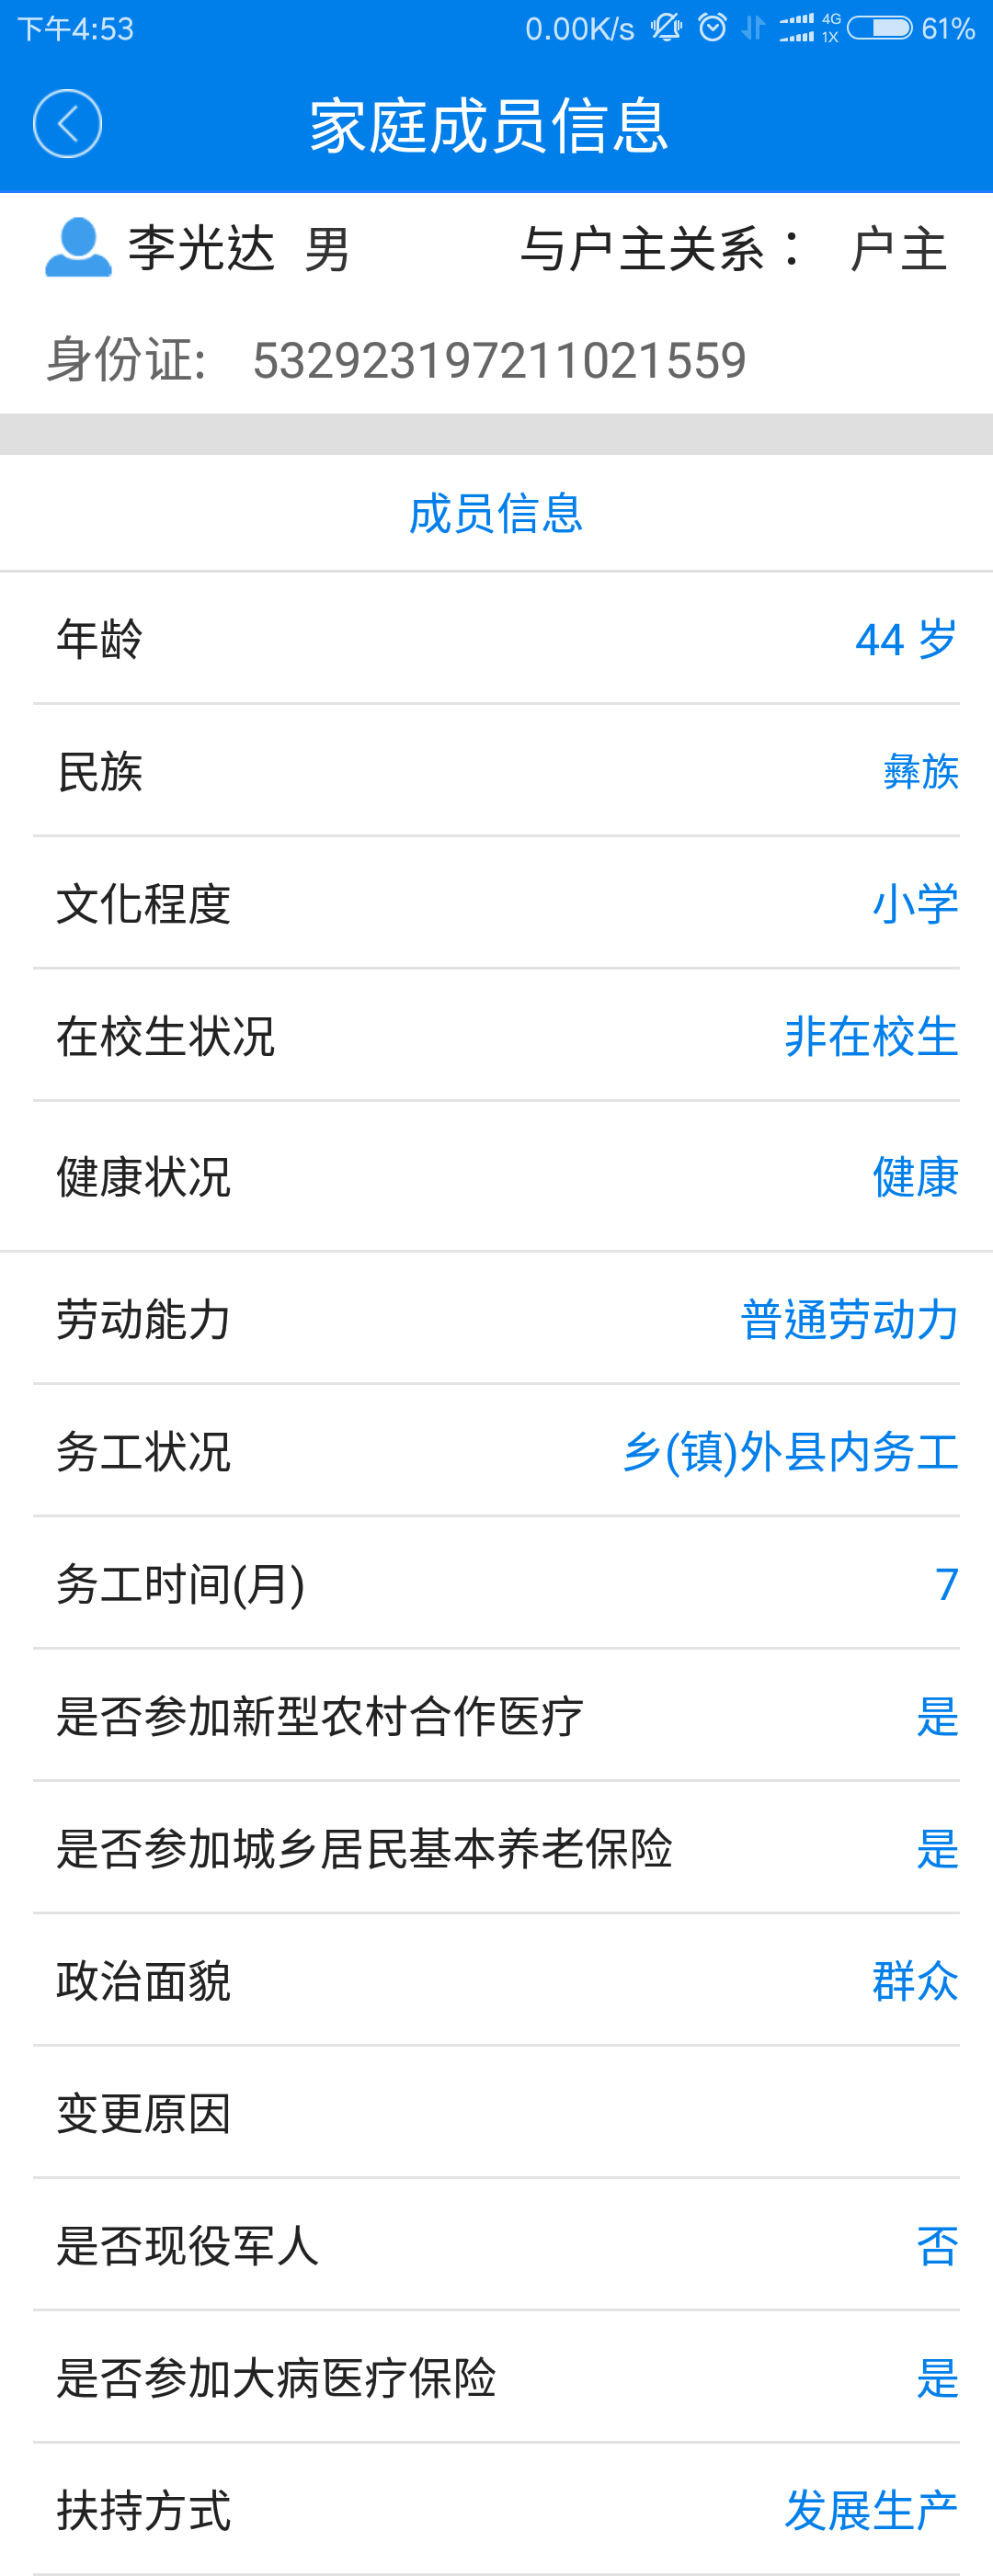 下午4:53 0.00K/s 4G 1X 61%
家庭成员信息
李光达 男 与户主关系： 户主
身份证: 532923197211021559
成员信息
年龄 44 岁
民族 彝族
文化程度 小学
在校生状况 非在校生
健康状况 健康
劳动能力 普通劳动力
务工状况 乡(镇)外县内务工
务工时间(月) 7
是否参加新型农村合作医疗 是
是否参加城乡居民基本养老保险 是
政治面貌 群众
变更原因
是否现役军人 否
是否参加大病医疗保险 是
扶持方式 发展生产